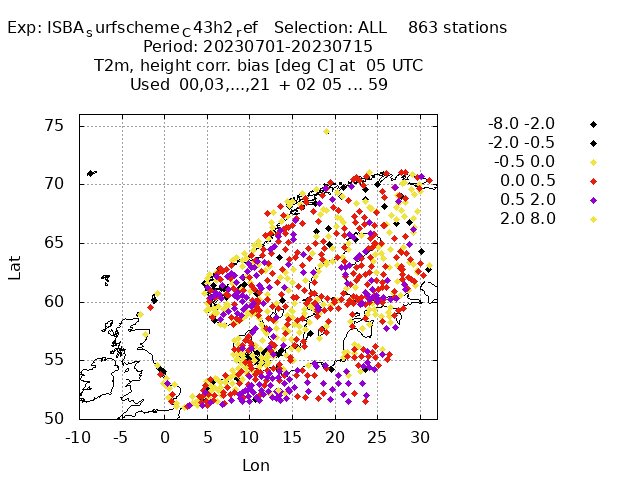 Exp: ISBAsurfschemeC43h2ref   Selection: ALL    863 stations
Period: 20230701-20230715
T2m, height corr. bias [deg C] at  05 UTC
Used  00,03,...,21  + 02 05 ... 59
-8.0 -2.0
-2.0 -0.5
-0.5 0.0
0.0 0.5
0.5 2.0
2.0 8.0
75
70
65
60
55
50
Lat
-10 -5 0 5 10 15 20 25 30
Lon